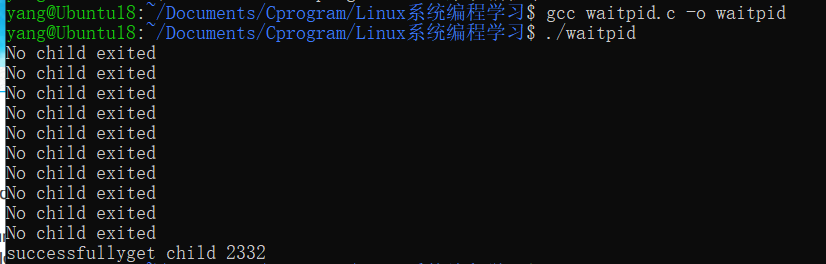 yang@Ubuntu18:~/Documents/Cprogram/Linux系统编程学习$ gcc waitpid.c -o waitpid
yang@Ubuntu18:~/Documents/Cprogram/Linux系统编程学习$ ./waitpid
No child exited
No child exited
No child exited
No child exited
No child exited
No child exited
No child exited
No child exited
No child exited
No child exited
successfullyget child 2332